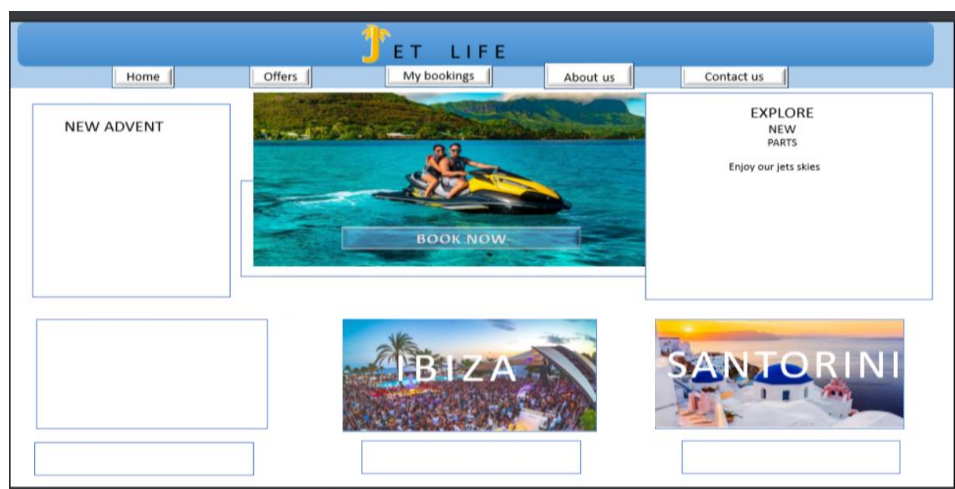 JET LIFE
Home Offers My bookings About us Contact us
NEW ADVENT
BOOK NOW
EXPLORE
NEW
PARTS
Enjoy our jets skies
IBIZA
SANTORINI